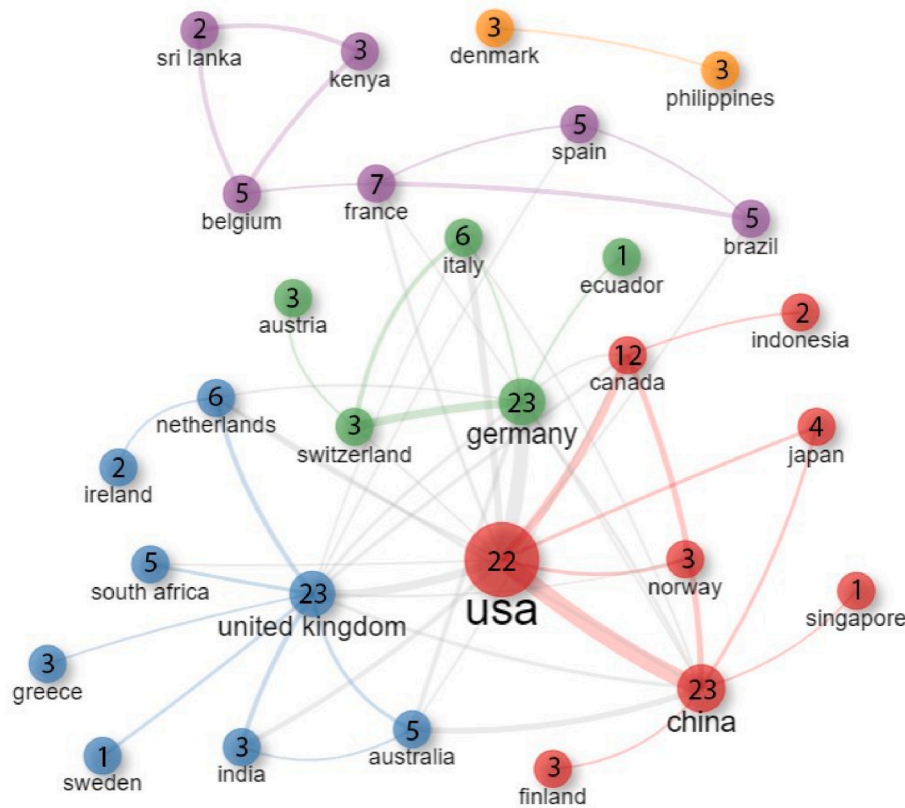 2
sri lanka
3
kenya
3
denmark
3
philippines
5
spain
5
belgium
7
france
5
brazil
6
italy
1
ecuador
3
austria
2
indonesia
12
canada
6
netherlands
3
switzerland
23
germany
4
japan
2
ireland
5
south africa
23
united kingdom
22
usa
3
norway
1
singapore
3
greece
23
china
1
sweden
3
india
5
australia
3
finland